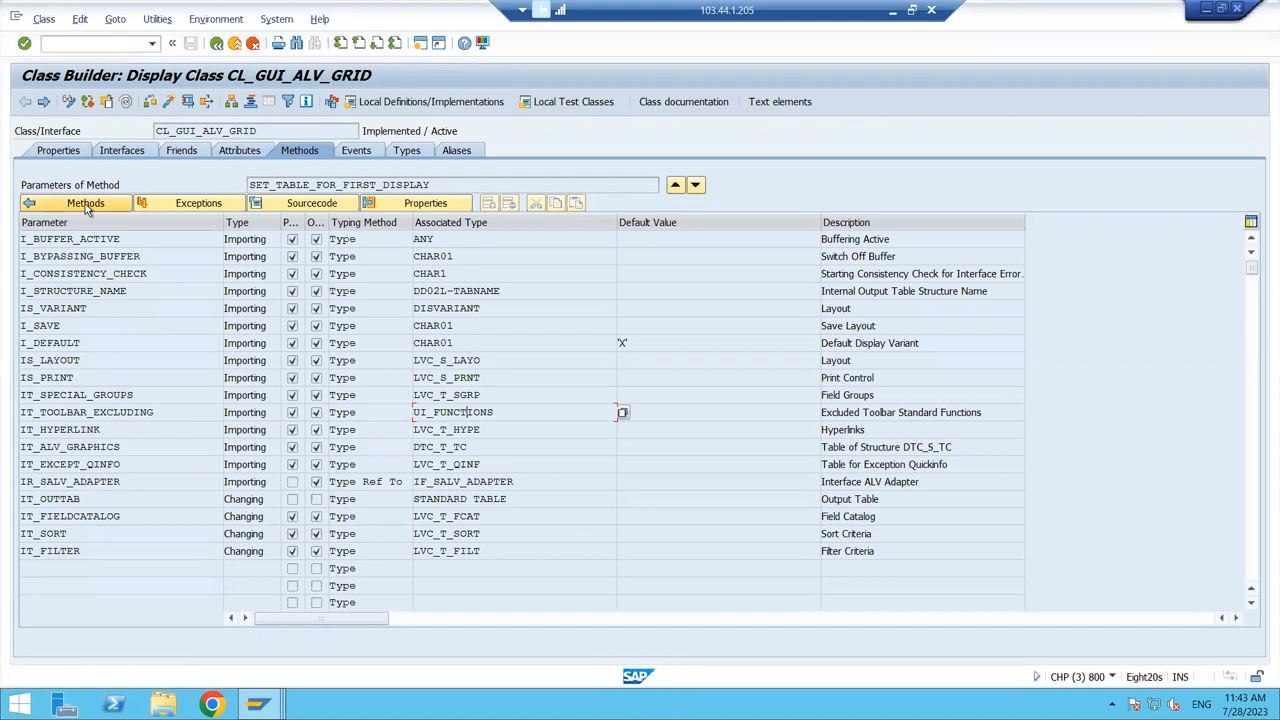 Class Edit Goto Utilities Environment System Help
103.44.1.205
Class Builder: Display Class CL_GUI_ALV_GRID
Local Definitions/Implementations Local Test Classes Class documentation Text elements
Class/Interface CL_GUI_ALV_GRID Implemented / Active
Properties Interfaces Friends Attributes Methods Events Types Aliases
Parameters of Method SET_TABLE_FOR_FIRST_DISPLAY
Methods Exceptions Sourcecode Properties
Parameter Type P... O... Typing Method Associated Type Default Value Description
I_BUFFER_ACTIVE Importing Type ANY Buffering Active
I_BYPASSING_BUFFER Importing Type CHAR01 Switch Off Buffer
I_CONSISTENCY_CHECK Importing Type CHAR1 Starting Consistency Check for Interface Error.
I_STRUCTURE_NAME Importing Type DD02L-TABNAME Internal Output Table Structure Name
IS_VARIANT Importing Type DISVARIANT Layout
I_SAVE Importing Type CHAR01 Save Layout
I_DEFAULT Importing Type CHAR01 'X' Default Display Variant
IS_LAYOUT Importing Type LVC_S_LAYO Layout
IS_PRINT Importing Type LVC_S_PRNT Print Control
IT_SPECIAL_GROUPS Importing Type LVC_T_SGRP Field Groups
IT_TOOLBAR_EXCLUDING Importing Type UI_FUNCTIONS Excluded Toolbar Standard Functions
IT_HYPERLINK Importing Type LVC_T_HYPE Hyperlinks
IT_ALV_GRAPHICS Importing Type DTC_T_TC Table of Structure DTC_S_TC
IT_EXCEPT_QINFO Importing Type LVC_T_QINF Table for Exception Quickinfo
IR_SALV_ADAPTER Importing Type Ref To IF_SALV_ADAPTER Interface ALV Adapter
IT_OUTTAB Changing Type STANDARD TABLE Output Table
IT_FIELDCATALOG Changing Type LVC_T_FCAT Field Catalog
IT_SORT Changing Type LVC_T_SORT Sort Criteria
IT_FILTER Changing Type LVC_T_FILT Filter Criteria
Type
Type
Type
SAP CHP (3) 800 Eight20s INS
ENG 11:43 AM
7/28/2023